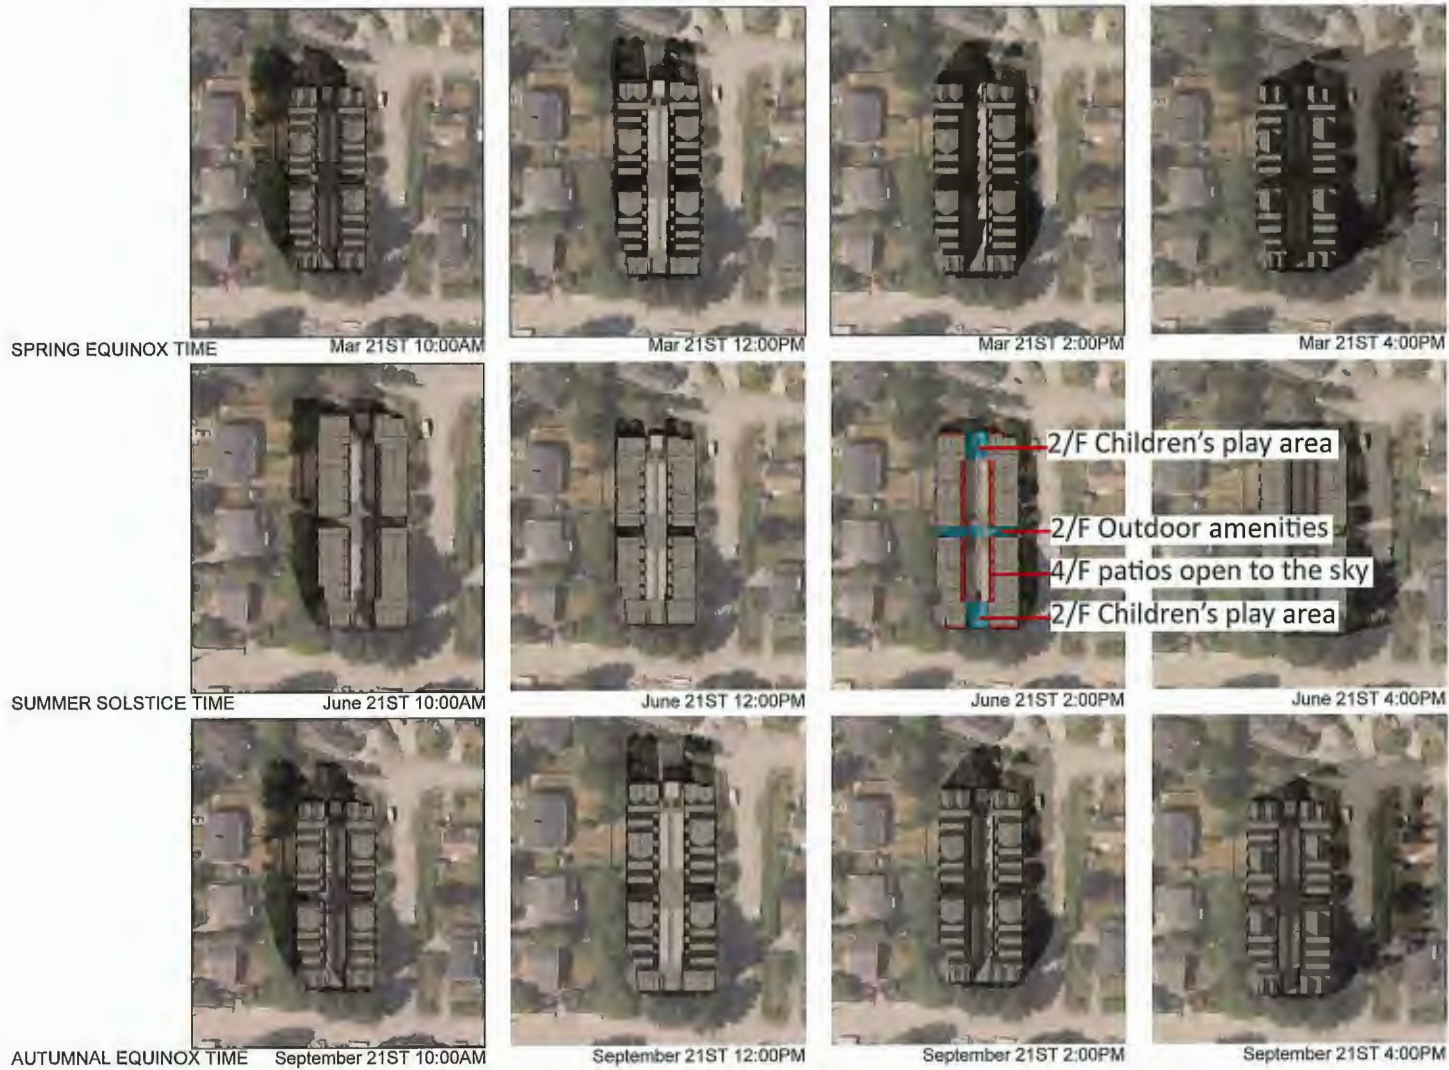 SPRING EQUINOX TIME
Mar 21ST 10:00AM
Mar 21ST 12:00PM
Mar 21ST 2:00PM
Mar 21ST 4:00PM
2/F Children's play area
2/F Outdoor amenities
4/F patios open to the sky
2/F Children's play area
SUMMER SOLSTICE TIME
June 21ST 10:00AM
June 21ST 12:00PM
June 21ST 2:00PM
June 21ST 4:00PM
AUTUMNAL EQUINOX TIME
September 21ST 10:00AM
September 21ST 12:00PM
September 21ST 2:00PM
September 21ST 4:00PM